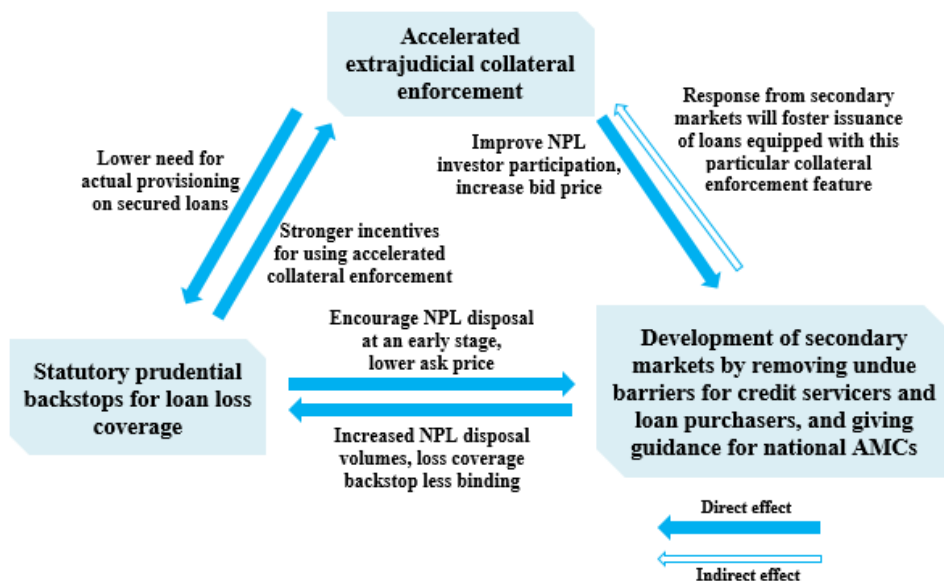 Accelerated
extrajudicial collateral
enforcement
Response from secondary
markets will foster issuance
of loans equipped with this
particular collateral
enforcement feature
Improve NPL
investor participation,
increase bid price
Lower need for
actual provisioning
on secured loans
Stronger incentives
for using accelerated
collateral enforcement
Encourage NPL disposal
at an early stage,
lower ask price
Statutory prudential
backstops for loan loss
coverage
Development of secondary
markets by removing undue
barriers for credit servicers and
loan purchasers, and giving
guidance for national AMCs
Increased NPL disposal
volumes, loss coverage
backstop less binding
Direct effect
Indirect effect